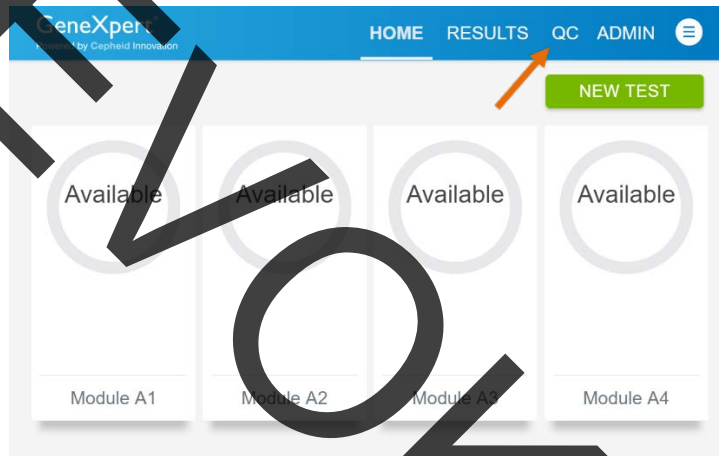 GeneXpert®
Powered by Cepheid Innovation
HOME RESULTS QC ADMIN
NEW TEST
Available Available Available Available
Module A1 Module A2 Module A3 Module A4